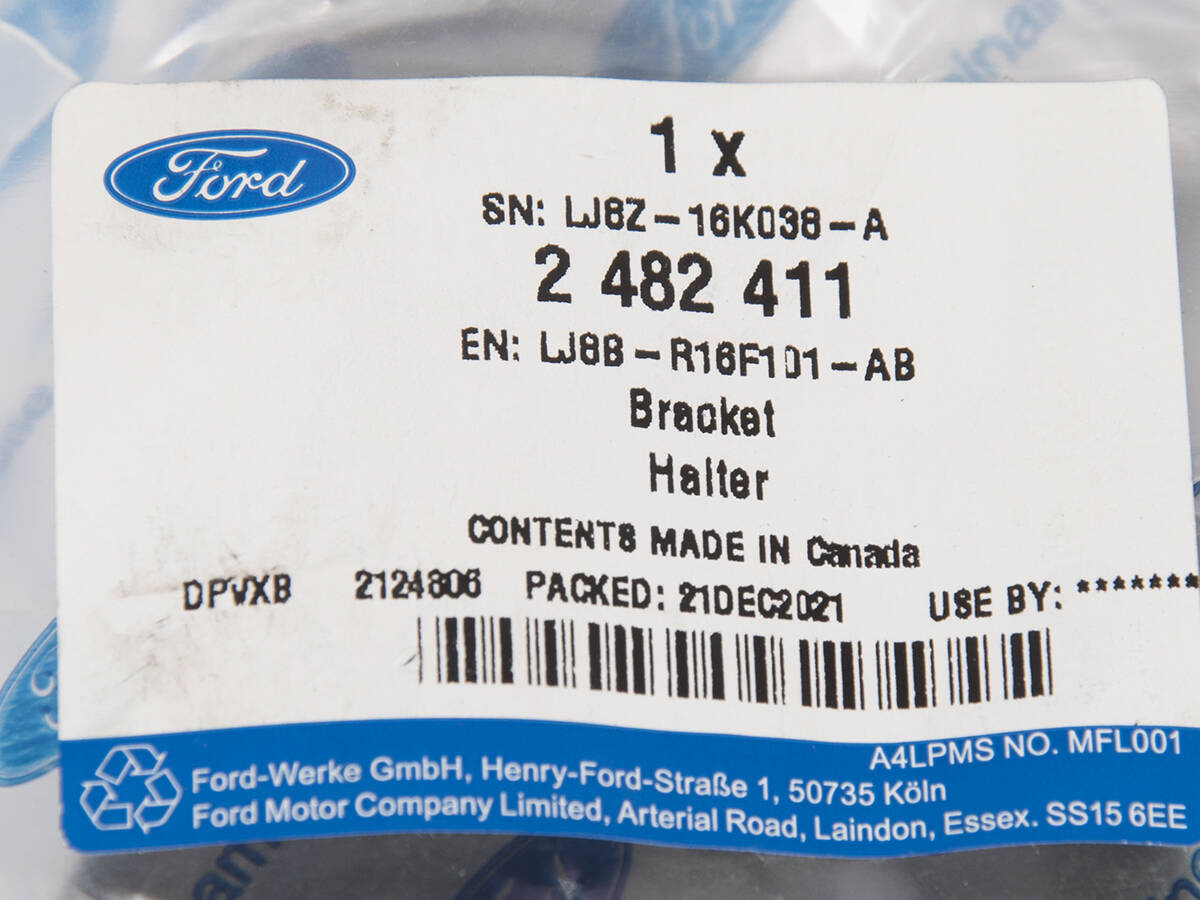 Ford
1 x
SN: LJ8Z-16K038-A
2 482 411
EN: LJ8B-R16F101-AB
Bracket
Halter
CONTENTS MADE IN Canada
DPVXB 2124806 PACKED: 21DEC2021 USE BY: *******
A4LPMS NO. MFL001
Ford-Werke GmbH, Henry-Ford-Straße 1, 50735 Köln
Ford Motor Company Limited, Arterial Road, Laindon, Essex. SS15 6EE